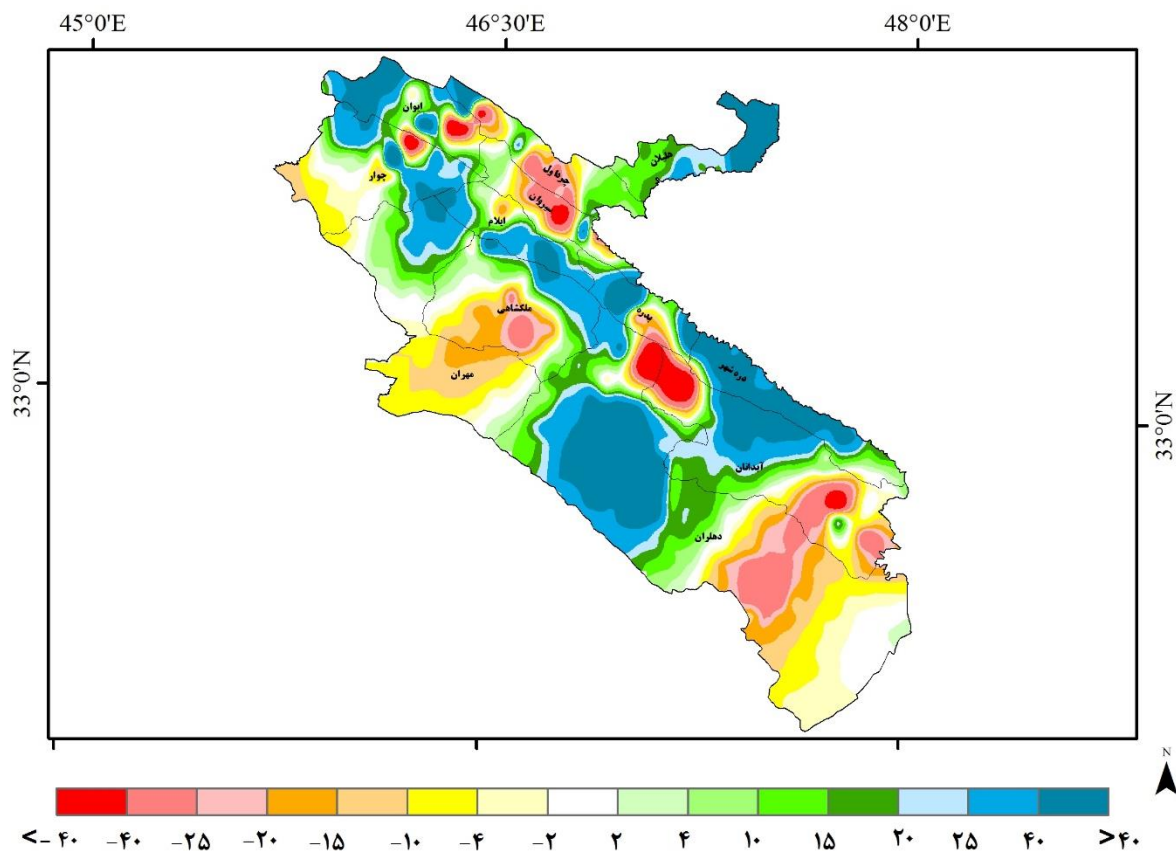 45°0'E 46°30'E 48°0'E
ایوان
هلیلان
چرداول
چوار
سیروان
ایلام
ملکشاهی
بدره
33°0'N
دره شهر
مهران
33°0'N
آبدانان
دهلران
N
<-۴۰ -۴۰ -۲۵ -۲۰ -۱۵ -۱۰ -۴ -۲ ۲ ۴ ۱۰ ۱۵ ۲۰ ۲۵ ۴۰ >۴۰